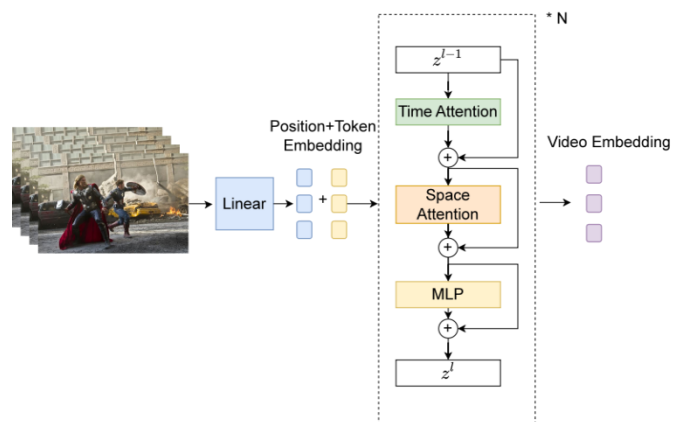 * N
z^{l-1}
Time Attention
+
Position+Token
Embedding
Video Embedding
Linear
+
Space
Attention
+
MLP
+
z^{l}